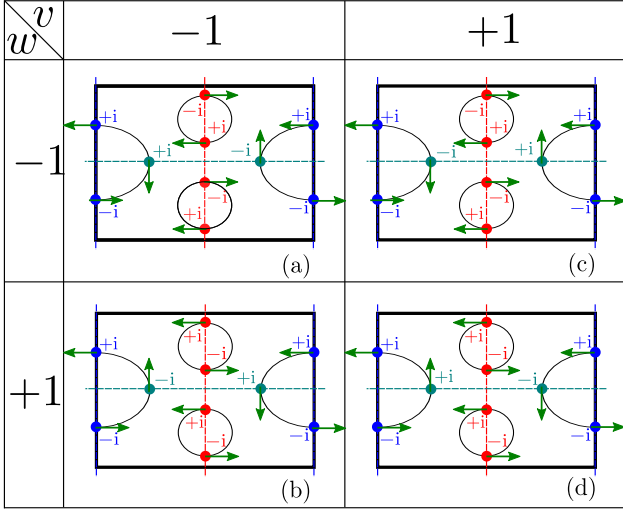 v -1 +1
w
-1
+i -i +i
+i +i -i
-i
-i +i -i
(a)
+i -i +i
+i -i +i
-i
-i +i -i
(c)
+1
+i +i +i
-i -i -i
+i
-i -i -i
(b)
+i +i +i
+i -i -i
+i
-i -i -i
(d)